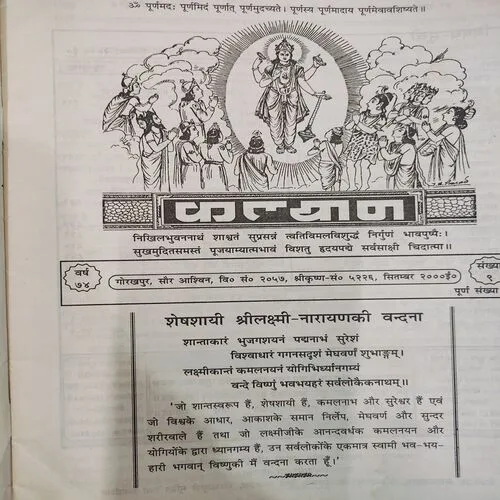 ॐ पूर्णमदः पूर्णमिदं पूर्णात् पूर्णमुदच्यते। पूर्णस्य पूर्णमादाय पूर्णमेवावशिष्यते॥
कल्याण
निखिलभुवननाथं शाश्वतं सुप्रसन्नं त्वतिविमलविशुद्धं निर्गुणं भावपुष्पैः।
सुखमुदितसमस्तं पूजयाम्यात्मभावं विशतु हृदयपद्मे सर्वसाक्षी चिदात्मा॥
वर्ष
७४
गोरखपुर, सौर आश्विन, वि० सं० २०५७, श्रीकृष्ण-सं० ५२२६, सितम्बर २०००ई०
संख्या
९
पूर्ण संख्या
शेषशायी श्रीलक्ष्मी-नारायणकी वन्दना
शान्ताकारं भुजगशयनं पद्मनाभं सुरेशं
विश्वाधारं गगनसदृशं मेघवर्णं शुभाङ्गम्।
लक्ष्मीकान्तं कमलनयनं योगिभिर्ध्यानगम्यं
वन्दे विष्णुं भवभयहरं सर्वलोकैकनाथम्॥
'जो शान्तस्वरूप हैं, शेषशायी हैं, कमलनाभ और सुरेश्वर हैं एवं
जो विश्वके आधार, आकाशके समान निर्लेप, मेघवर्ण और सुन्दर
शरीरवाले हैं तथा जो लक्ष्मीजीके आनन्दवर्धक कमलनयन और
योगियोंके द्वारा ध्यानगम्य हैं, उन सर्वलोकोंके एकमात्र स्वामी भव-भय-
हारी भगवान् विष्णुकी मैं वन्दना करता हूँ।'